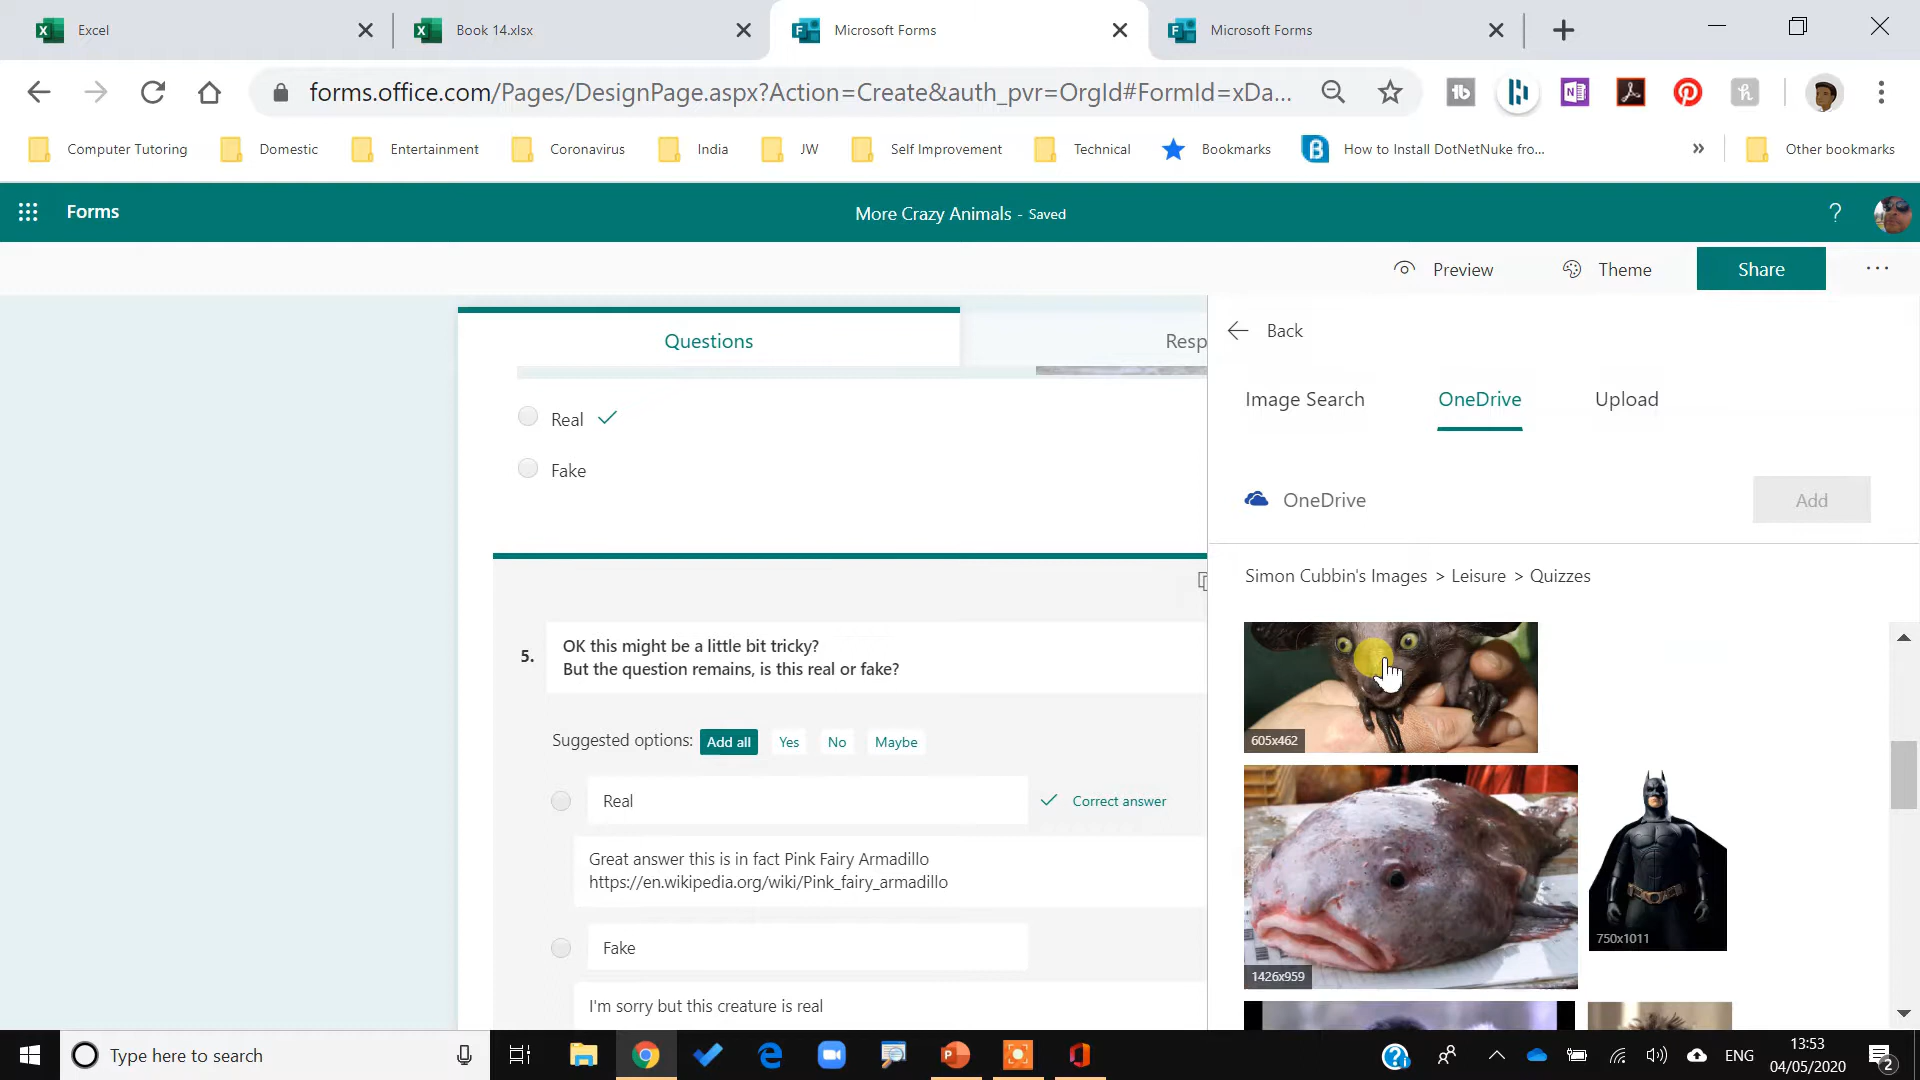 Excel
Book 14.xlsx
Microsoft Forms
Microsoft Forms
forms.office.com/Pages/DesignPage.aspx?Action=Create&auth_pvr=OrgId#FormId=xDa...
Computer Tutoring
Domestic
Entertainment
Coronavirus
India
JW
Self Improvement
Technical
Bookmarks
How to Install DotNetNuke fro...
Other bookmarks
Forms
More Crazy Animals - Saved
Preview
Theme
Share
Questions
Resp
Real
Fake
5.
OK this might be a little bit tricky?
But the question remains, is this real or fake?
Suggested options: Add all Yes No Maybe
Real
Correct answer
Great answer this is in fact Pink Fairy Armadillo
https://en.wikipedia.org/wiki/Pink_fairy_armadillo
Fake
I'm sorry but this creature is real
Back
Image Search
OneDrive
Upload
OneDrive
Add
Simon Cubbin's Images > Leisure > Quizzes
605x462
1426x959
750x1011
Type here to search
ENG
13:53
04/05/2020
2